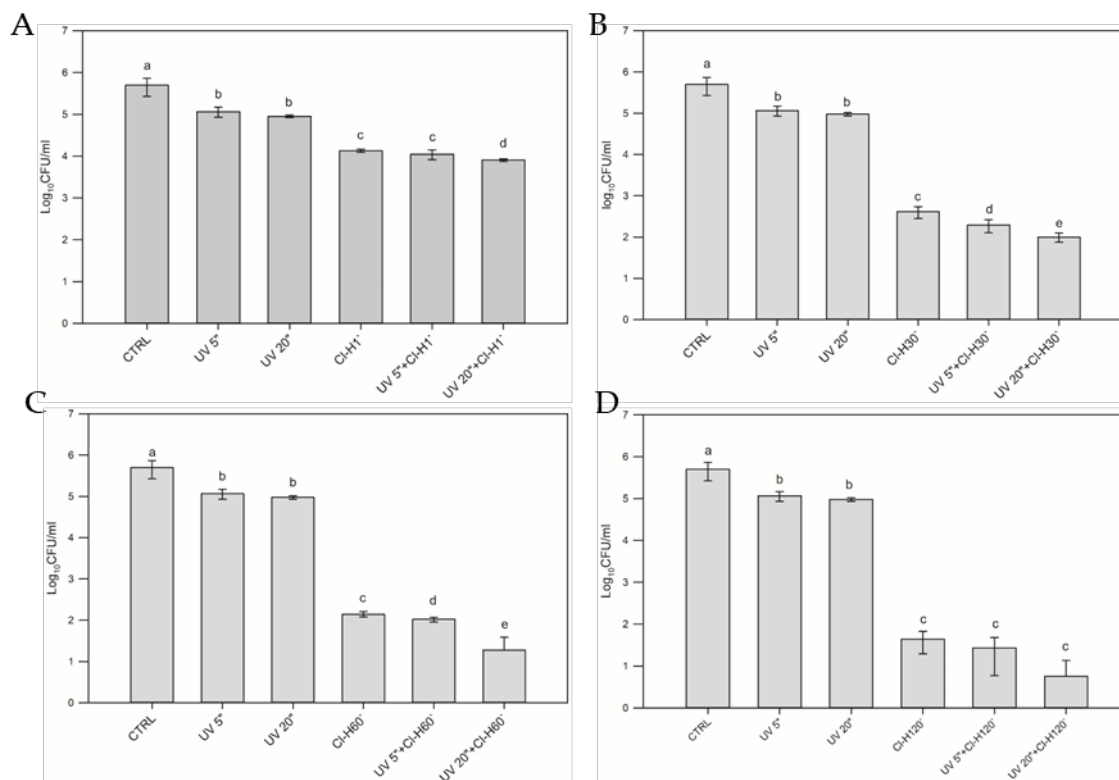 A
Log₁₀CFU/ml
7
6
5
4
3
2
1
0
a
b
b
c
c
d
CTRL
UV 5"
UV 20"
Cl-H1`
UV 5"+Cl-H1`
UV 20"+Cl-H1`
B
log₁₀CFU/ml
7
6
5
4
3
2
1
0
a
b
b
c
d
e
CTRL
UV 5"
UV 20"
Cl-H30`
UV 5"+Cl-H30`
UV 20"+Cl-H30`
C
Log₁₀CFU/ml
7
6
5
4
3
2
1
0
a
b
b
c
d
e
CTRL
UV 5"
UV 20"
Cl-H60`
UV 5"+Cl-H60`
UV 20"+Cl-H60`
D
Log₁₀CFU/ml
7
6
5
4
3
2
1
0
a
b
b
c
c
c
CTRL
UV 5"
UV 20"
Cl-H120`
UV 5"+Cl-H120`
UV 20"+Cl-H120`